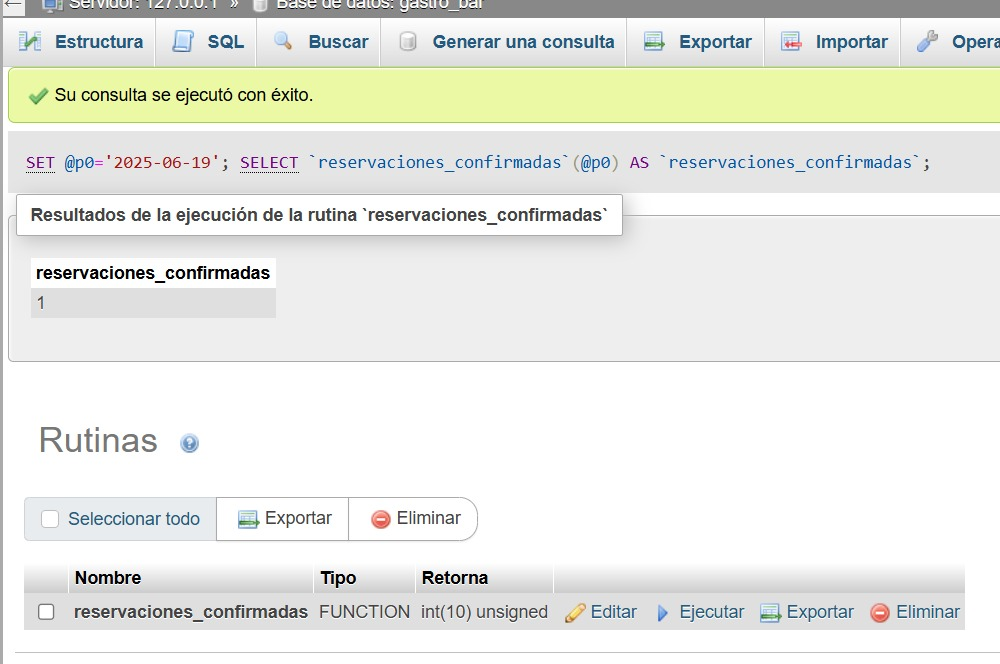 Servidor: 127.0.0.1 » Base de datos: gastro_bar
Estructura SQL Buscar Generar una consulta Exportar Importar Opera
Su consulta se ejecutó con éxito.
SET @p0='2025-06-19'; SELECT `reservaciones_confirmadas`(@p0) AS `reservaciones_confirmadas`;
Resultados de la ejecución de la rutina `reservaciones_confirmadas`
reservaciones_confirmadas
1
Rutinas
Seleccionar todo Exportar Eliminar
Nombre Tipo Retorna
reservaciones_confirmadas FUNCTION int(10) unsigned Editar Ejecutar Exportar Eliminar